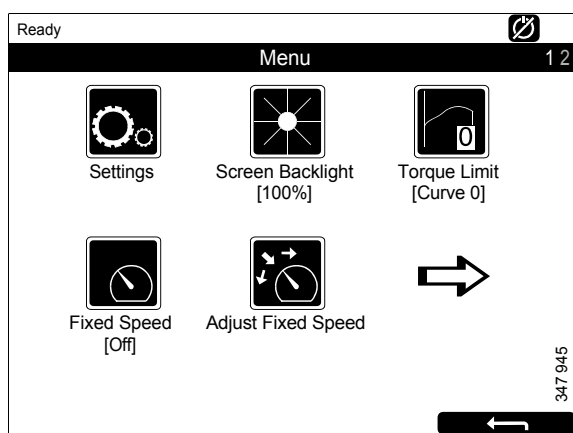 Ready
Menu
1 2
0
Settings
Screen Backlight
[100%]
Torque Limit
[Curve 0]
Fixed Speed
[Off]
Adjust Fixed Speed
347 945